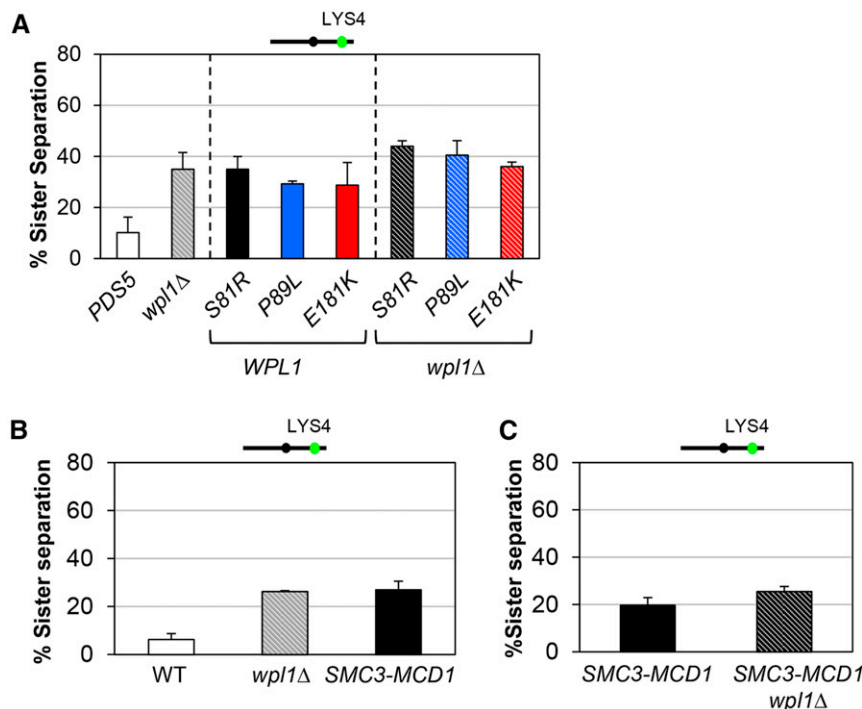 A
LYS4
% Sister Separation
80
60
40
20
0
PDS5
wpl1Δ
S81R
P89L
E181K
S81R
P89L
E181K
WPL1
wpl1Δ
B
LYS4
% Sister separation
80
60
40
20
0
WT
wpl1Δ
SMC3-MCD1
C
LYS4
%Sister separation
80
60
40
20
0
SMC3-MCD1
SMC3-MCD1
wpl1Δ